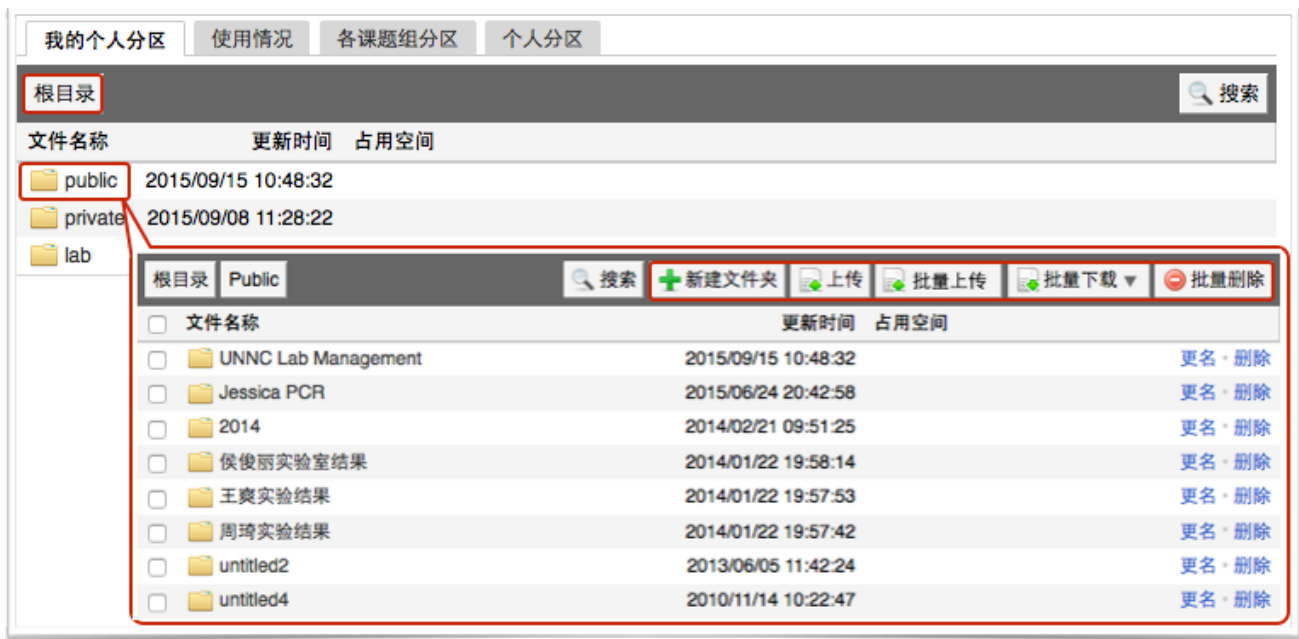 我的个人分区 使用情况 各课题组分区 个人分区
根目录 搜索
文件名称 更新时间 占用空间
public 2015/09/15 10:48:32
private 2015/09/08 11:28:22
lab
根目录 Public 搜索 新建文件夹 上传 批量上传 批量下载 批量删除
文件名称 更新时间 占用空间
UNNC Lab Management 2015/09/15 10:48:32 更名 删除
Jessica PCR 2015/06/24 20:42:58 更名 删除
2014 2014/02/21 09:51:25 更名 删除
侯俊丽实验室结果 2014/01/22 19:58:14 更名 删除
王爽实验结果 2014/01/22 19:57:53 更名 删除
周琦实验结果 2014/01/22 19:57:42 更名 删除
untitled2 2013/06/05 11:42:24 更名 删除
untitled4 2010/11/14 10:22:47 更名 删除